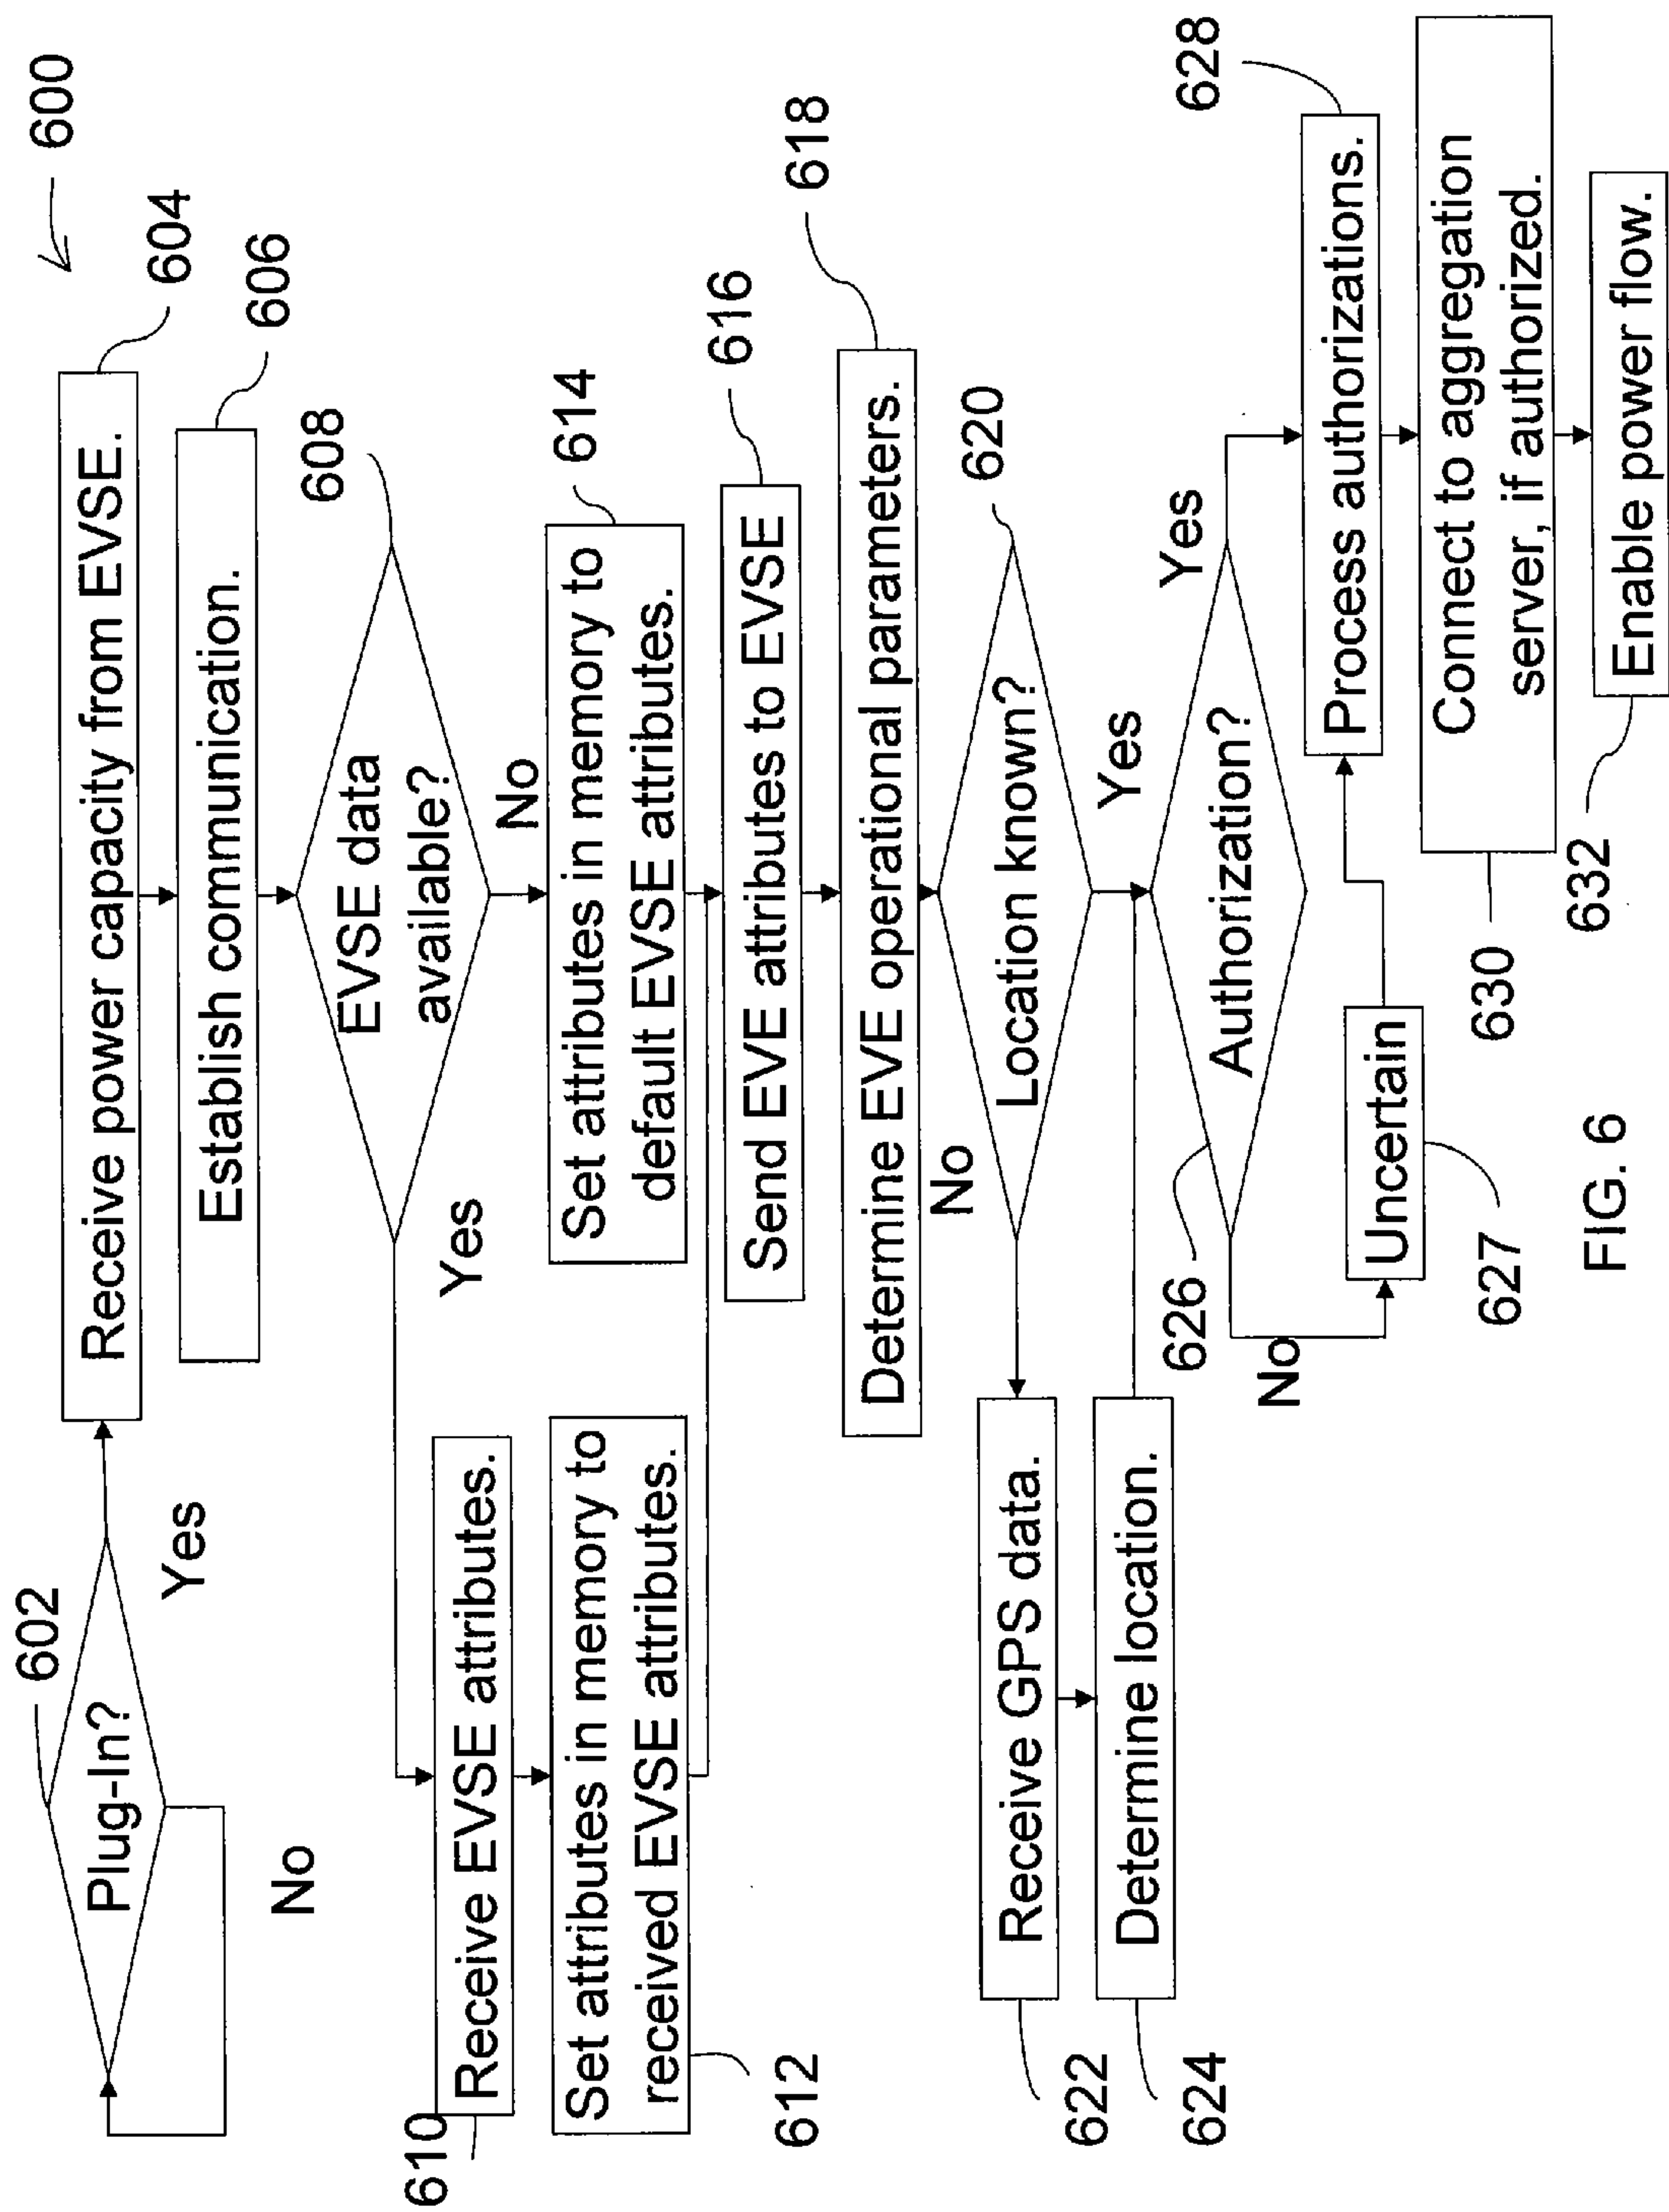 600
602
Plug-In?
Yes
No
Receive power capacity from EVSE.
604
Establish communication.
606
EVSE data
available?
608
Yes
No
610
Receive EVSE attributes.
Set attributes in memory to
received EVSE attributes.
612
Set attributes in memory to
default EVSE attributes.
614
Send EVE attributes to EVSE
616
Determine EVE operational parameters.
618
Location known?
620
No
Yes
Receive GPS data.
622
Determine location.
624
Authorization?
626
Yes
No
Uncertain
627
Process authorizations.
628
Connect to aggregation
server, if authorized.
630
Enable power flow.
632
FIG. 6